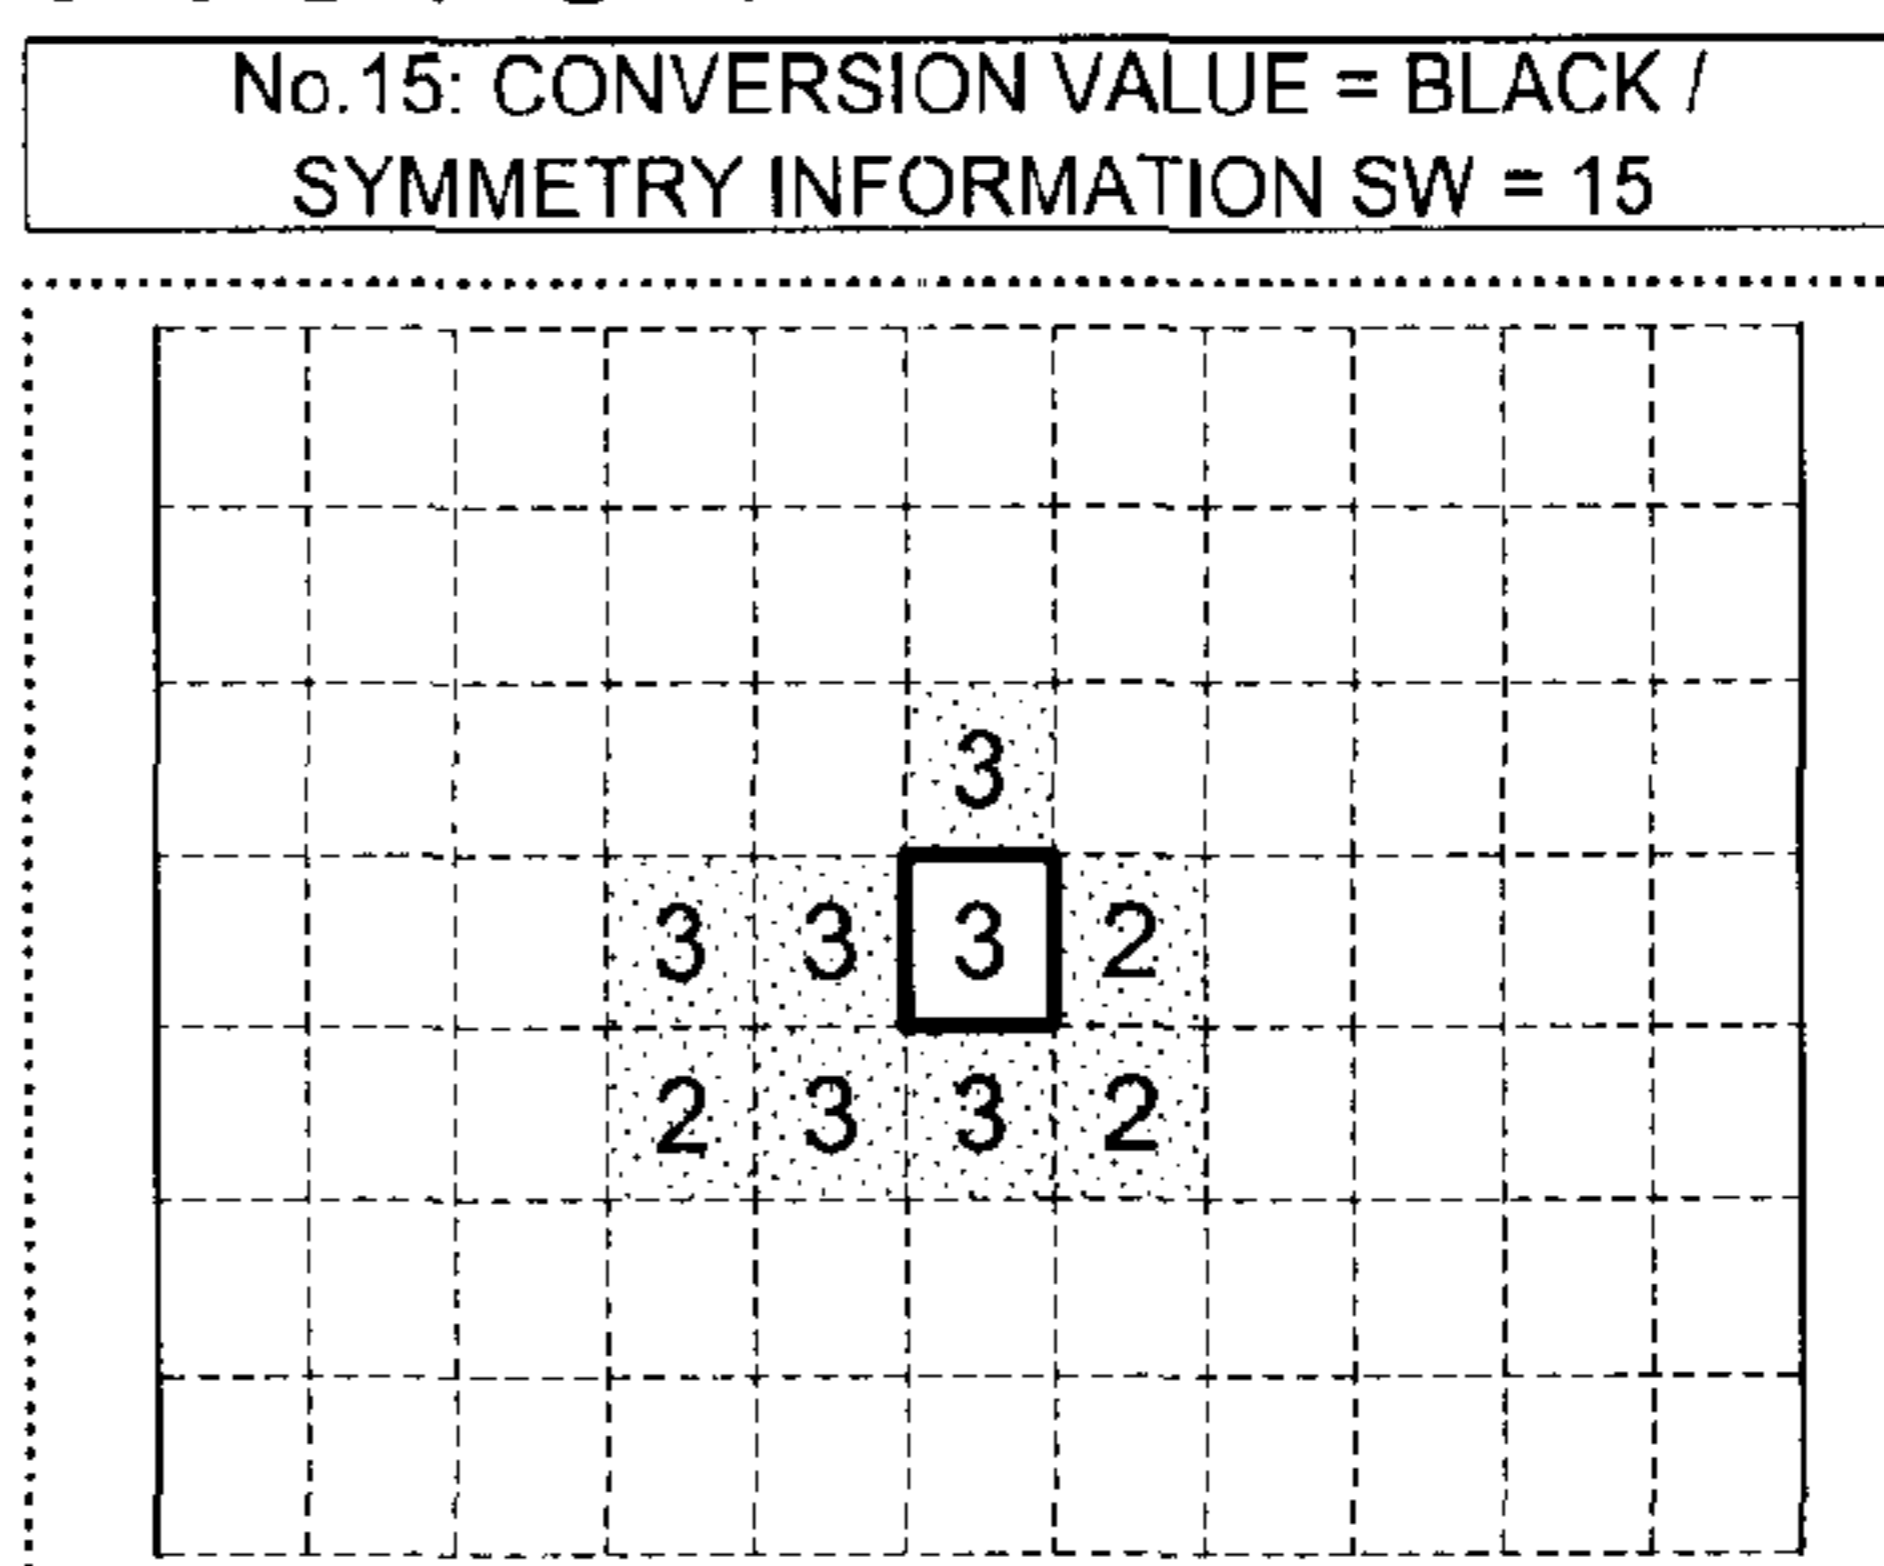 No.15: CONVERSION VALUE = BLACK /
SYMMETRY INFORMATION SW = 15
3
3 3 3 2
2 3 3 2